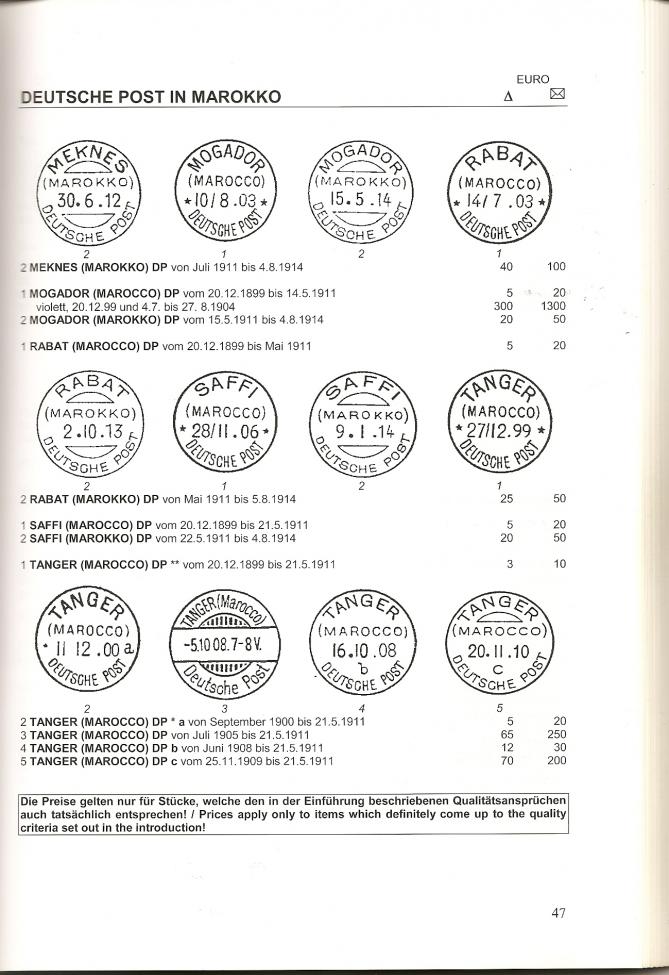 EURO
DEUTSCHE POST IN MAROKKO Δ ✉
MEKNES (MAROKKO) 30.6.12 DEUTSCHE POST
MOGADOR (MAROCCO) *10/8.03* DEUTSCHE POST
MOGADOR (MAROKKO) 15.5.14 DEUTSCHE POST
RABAT (MAROCCO) *14/7.03* DEUTSCHE POST
2 1 2 1
2 MEKNES (MAROKKO) DP von Juli 1911 bis 4.8.1914 40 100
1 MOGADOR (MAROCCO) DP vom 20.12.1899 bis 14.5.1911 5 20
violett, 20.12.99 und 4.7. bis 27. 8.1904 300 1300
2 MOGADOR (MAROKKO) DP vom 15.5.1911 bis 4.8.1914 20 50
1 RABAT (MAROCCO) DP vom 20.12.1899 bis Mai 1911 5 20
RABAT (MAROKKO) 2.10.13 DEUTSCHE POST
SAFFI (MAROCCO) *28/11.06* DEUTSCHE POST
SAFFI (MAROKKO) 9.1.14 DEUTSCHE POST
TANGER (MAROCCO) *27/12.99* DEUTSCHE POST
2 1 2 1
2 RABAT (MAROKKO) DP von Mai 1911 bis 5.8.1914 25 50
1 SAFFI (MAROCCO) DP vom 20.12.1899 bis 21.5.1911 5 20
2 SAFFI (MAROKKO) DP vom 22.5.1911 bis 4.8.1914 20 50
1 TANGER (MAROCCO) DP ** vom 20.12.1899 bis 21.5.1911 3 10
TANGER (MAROCCO) * 11 12.00 a DEUTSCHE POST
TANGER (Marocco) -5.10 08.7-8V. Deutsche Post
TANGER (MAROCCO) 16.10.08 b DEUTSCHE POST
TANGER (MAROCCO) 20.11.10 c DEUTSCHE POST
2 3 4 5
2 TANGER (MAROCCO) DP * a von September 1900 bis 21.5.1911 5 20
3 TANGER (MAROCCO) DP von Juli 1905 bis 21.5.1911 65 250
4 TANGER (MAROCCO) DP b von Juni 1908 bis 21.5.1911 12 30
5 TANGER (MAROCCO) DP c vom 25.11.1909 bis 21.5.1911 70 200
Die Preise gelten nur für Stücke, welche den in der Einführung beschriebenen Qualitätsansprüchen
auch tatsächlich entsprechen! / Prices apply only to items which definitely come up to the quality
criteria set out in the introduction!
47